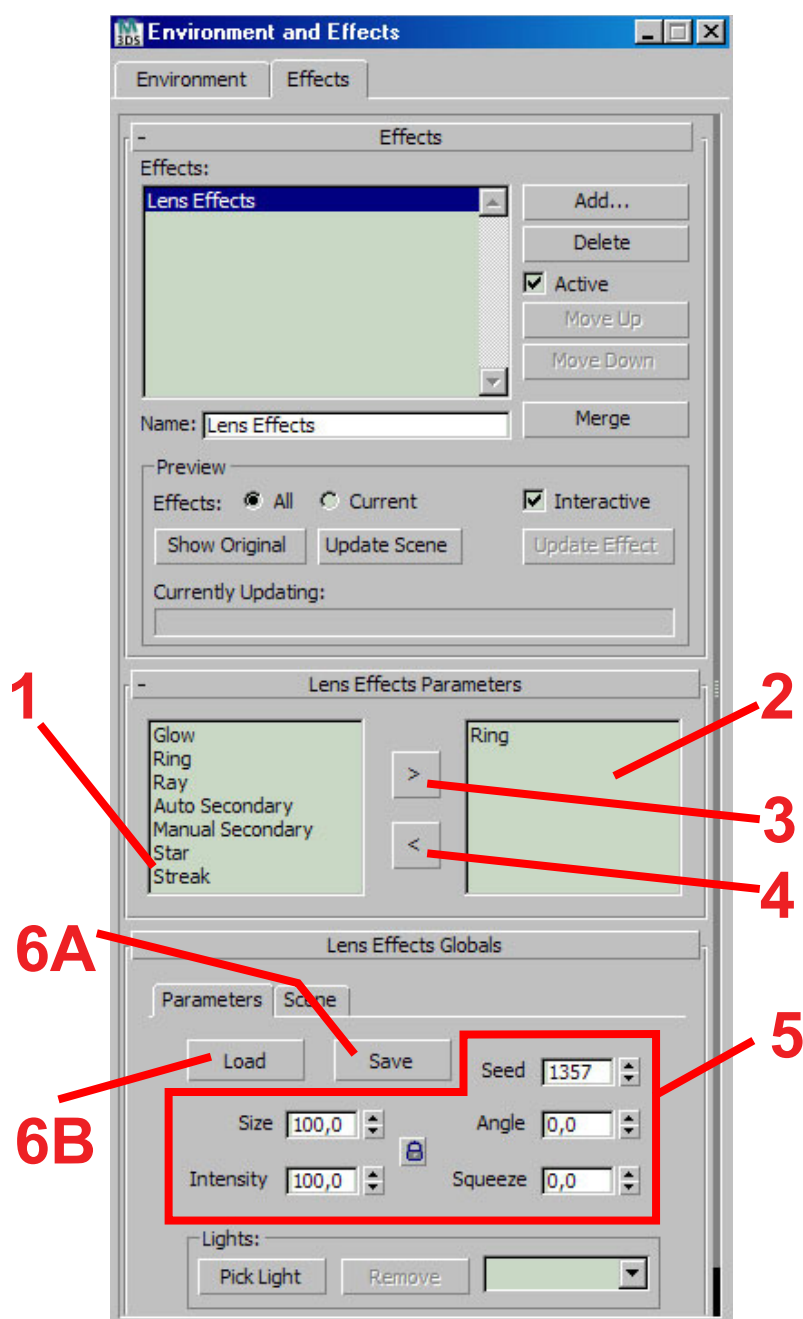 Environment and Effects
Environment Effects
- Effects
Effects:
Lens Effects
Add...
Delete
Active
Move Up
Move Down
Name: Lens Effects
Merge
Preview
Effects: All Current Interactive
Show Original Update Scene Update Effect
Currently Updating:
1
- Lens Effects Parameters
2
Glow
Ring
Ray
Auto Secondary
Manual Secondary
Star
Streak
>
<
Ring
3
4
6A
Lens Effects Globals
Parameters Scene
5
Load Save Seed 1357
6B
Size 100,0 Angle 0,0
Intensity 100,0 Squeeze 0,0
Lights:
Pick Light Remove